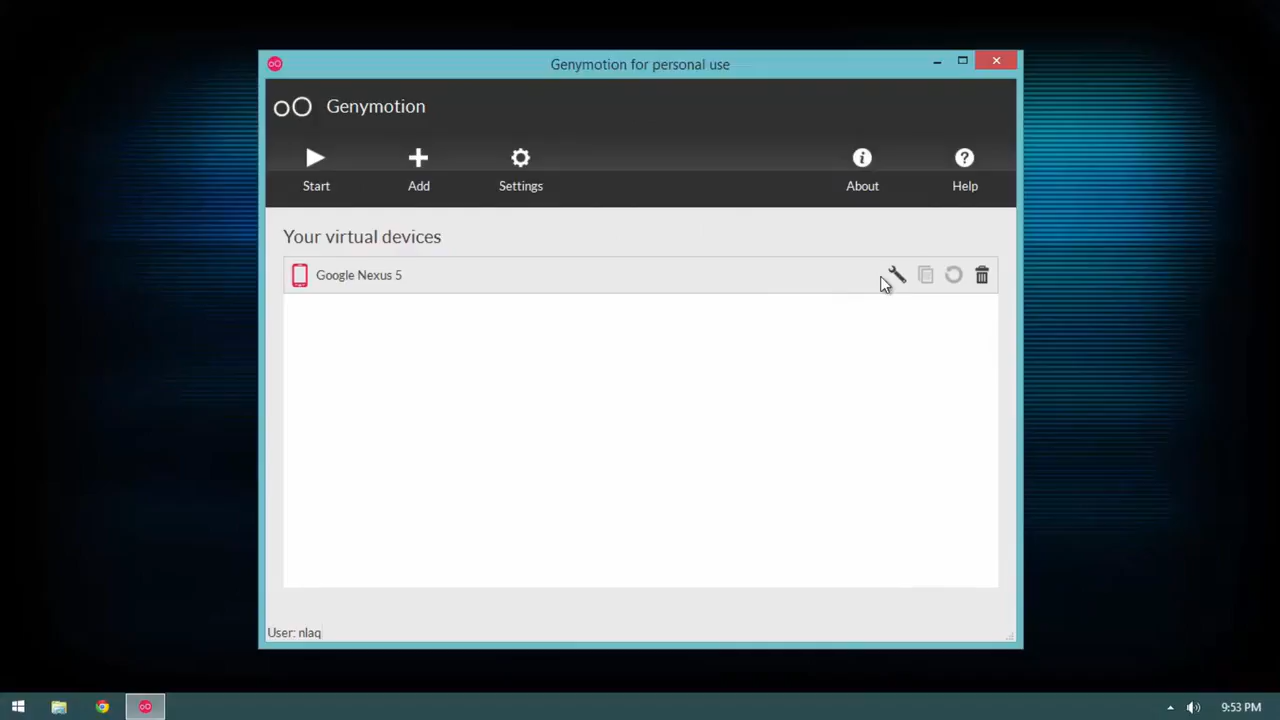 Genymotion for personal use
Genymotion
Start Add Settings About Help
Your virtual devices
Google Nexus 5
User: nlaq
9:53 PM